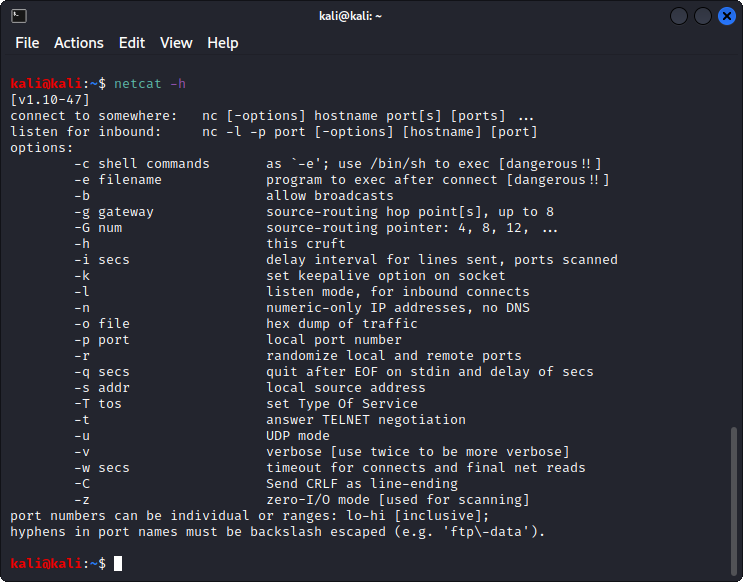 kali@kali: ~
File Actions Edit View Help
kali@kali:~$ netcat -h
[v1.10-47]
connect to somewhere:   nc [-options] hostname port[s] [ports] ...
listen for inbound:     nc -l -p port [-options] [hostname] [port]
options:
        -c shell commands       as `-e'; use /bin/sh to exec [dangerous!!]
        -e filename             program to exec after connect [dangerous!!]
        -b                      allow broadcasts
        -g gateway              source-routing hop point[s], up to 8
        -G num                  source-routing pointer: 4, 8, 12, ...
        -h                      this cruft
        -i secs                 delay interval for lines sent, ports scanned
        -k                      set keepalive option on socket
        -l                      listen mode, for inbound connects
        -n                      numeric-only IP addresses, no DNS
        -o file                 hex dump of traffic
        -p port                 local port number
        -r                      randomize local and remote ports
        -q secs                 quit after EOF on stdin and delay of secs
        -s addr                 local source address
        -T tos                  set Type Of Service
        -t                      answer TELNET negotiation
        -u                      UDP mode
        -v                      verbose [use twice to be more verbose]
        -w secs                 timeout for connects and final net reads
        -C                      Send CRLF as line-ending
        -z                      zero-I/O mode [used for scanning]
port numbers can be individual or ranges: lo-hi [inclusive];
hyphens in port names must be backslash escaped (e.g. 'ftp\-data').
kali@kali:~$